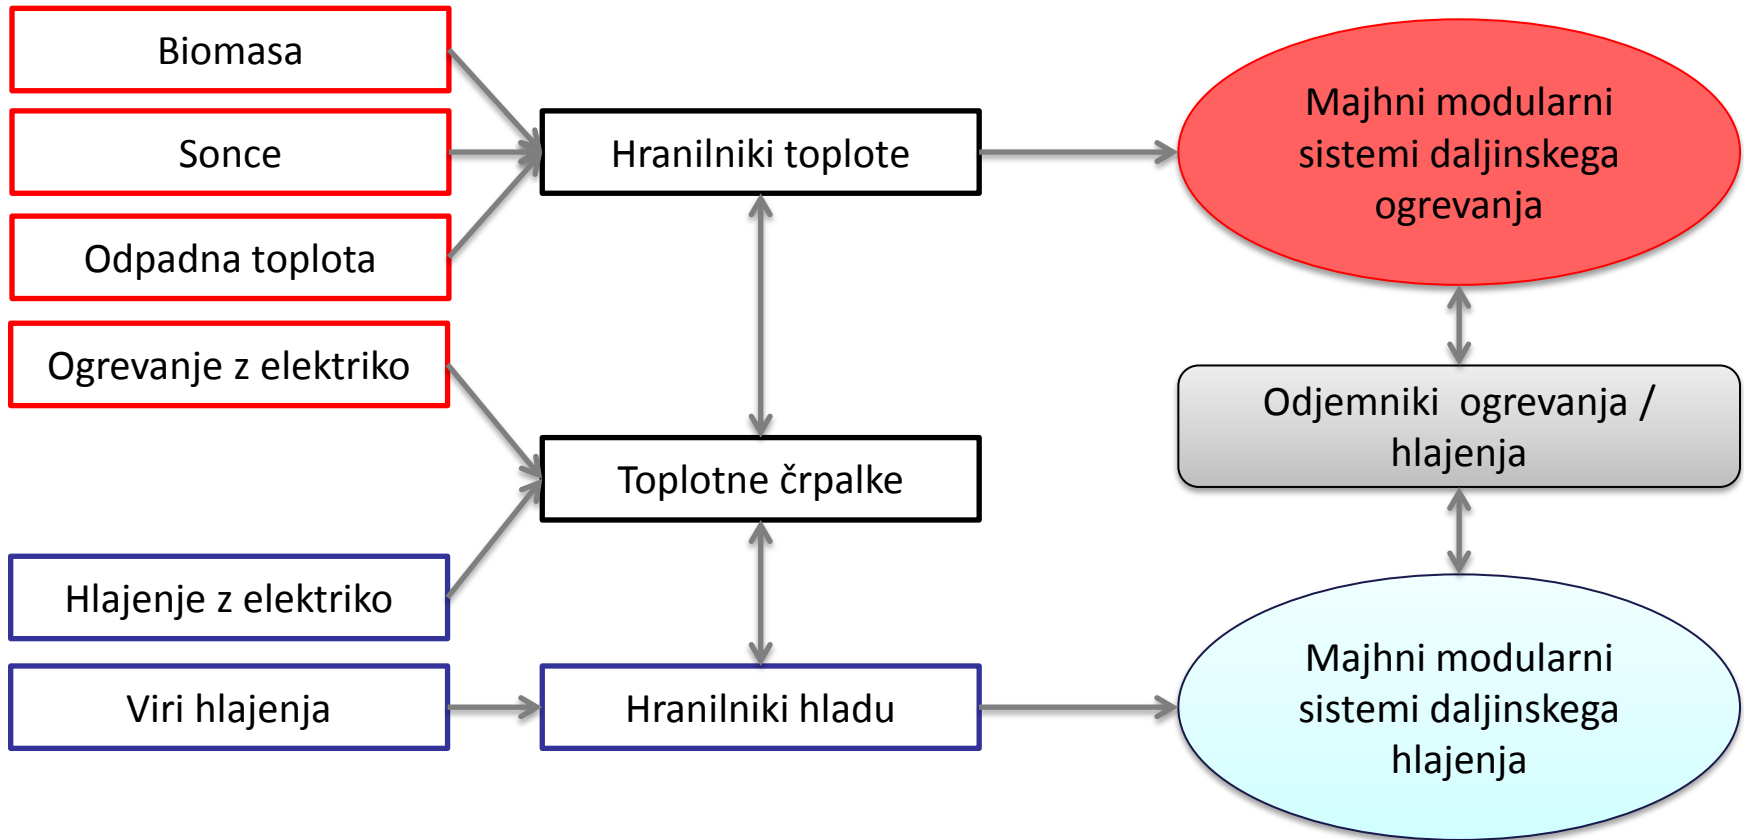 Biomasa
Sonce
Odpadna toplota
Ogrevanje z elektriko
Hlajenje z elektriko
Viri hlajenja
Hranilniki toplote
Toplotne črpalke
Hranilniki hladu
Majhni modularni
sistemi daljinskega
ogrevanja
Odjemniki ogrevanja /
hlajenja
Majhni modularni
sistemi daljinskega
hlajenja